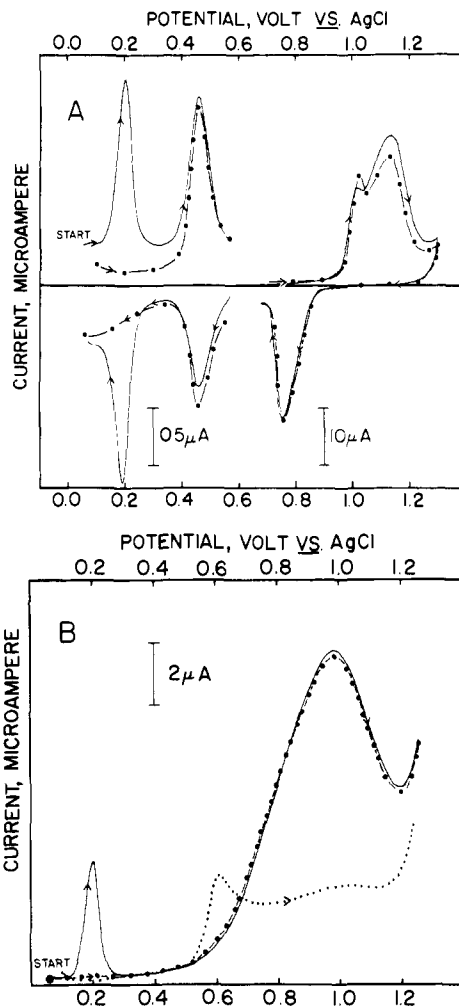 POTENTIAL, VOLT VS. AgCl
0.0 0.2 0.4 0.6 0.8 1.0 1.2
A
START
CURRENT, MICROAMPERE
05μA
1.0μA
0.0 0.2 0.4 0.6 0.8 1.0 1.2
POTENTIAL, VOLT VS. AgCl
0.2 0.4 0.6 0.8 1.0 1.2
B
2μA
CURRENT, MICROAMPERE
START
0.2 0.4 0.6 0.8 1.0 1.2